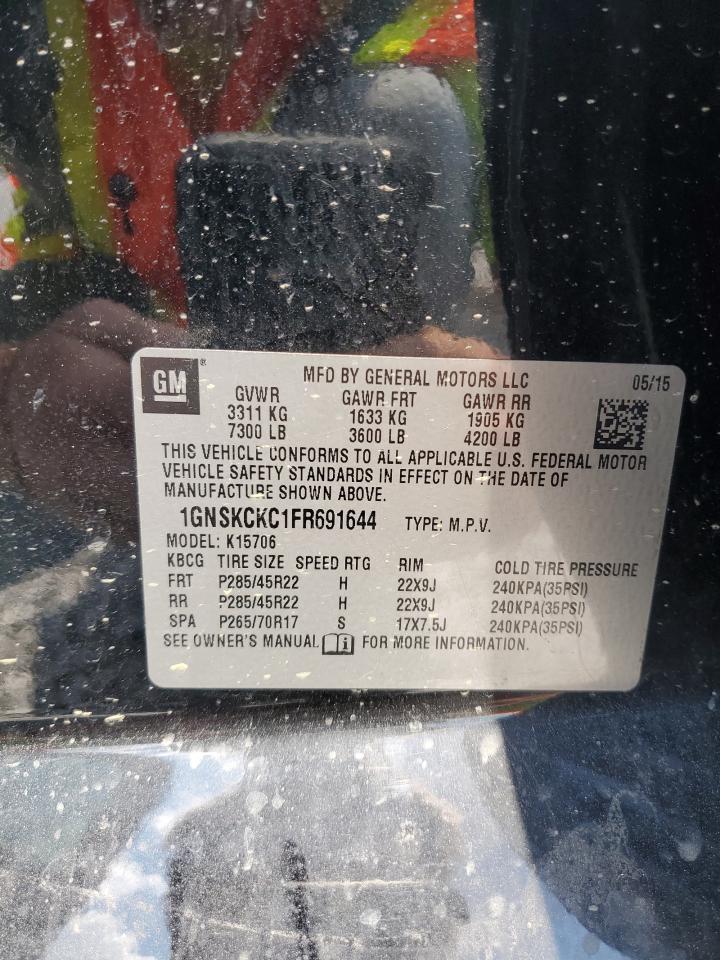 GM® MFD BY GENERAL MOTORS LLC 05/15
GVWR GAWR FRT GAWR RR
3311 KG 1633 KG 1905 KG
7300 LB 3600 LB 4200 LB
THIS VEHICLE CONFORMS TO ALL APPLICABLE U.S. FEDERAL MOTOR
VEHICLE SAFETY STANDARDS IN EFFECT ON THE DATE OF
MANUFACTURE SHOWN ABOVE.
1GNSKCKC1FR691644 TYPE: M.P.V.
MODEL: K15706
KBCG TIRE SIZE SPEED RTG RIM COLD TIRE PRESSURE
FRT P285/45R22 H 22X9J 240KPA(35PSI)
RR P285/45R22 H 22X9J 240KPA(35PSI)
SPA P265/70R17 S 17X7.5J 240KPA(35PSI)
SEE OWNER'S MANUAL i FOR MORE INFORMATION.